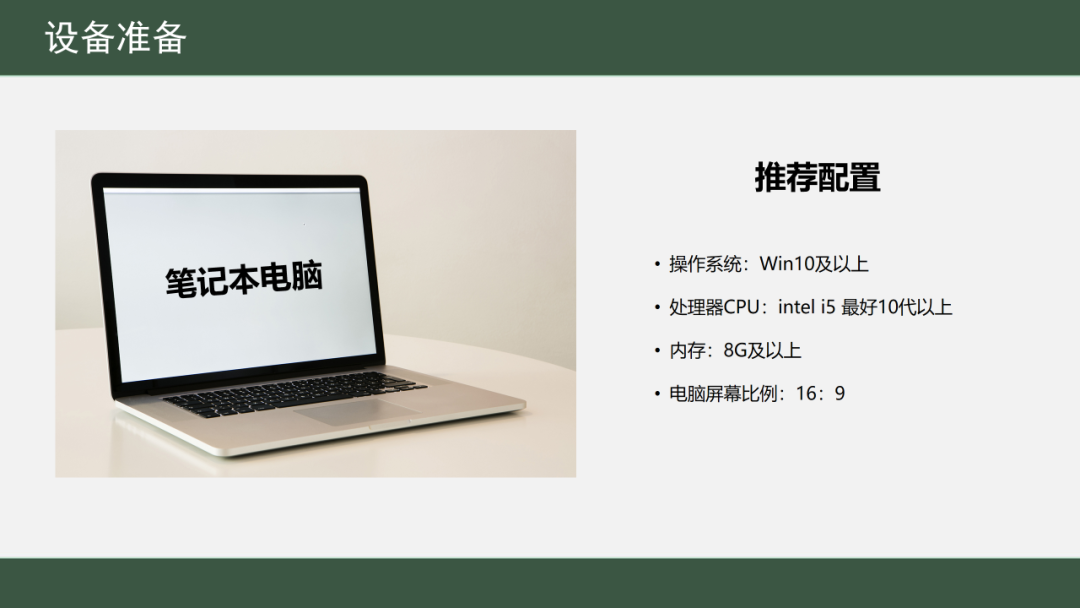 设备准备
笔记本电脑
推荐配置
• 操作系统：Win10及以上
• 处理器CPU：intel i5 最好10代以上
• 内存：8G及以上
• 电脑屏幕比例：16：9